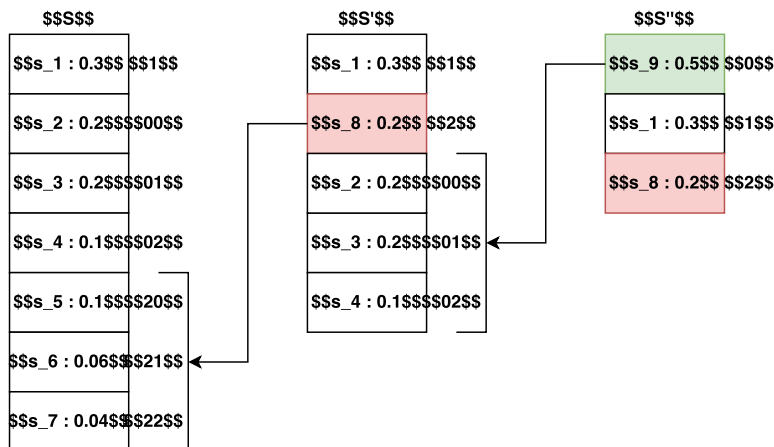 $$S$$
$$s_1 : 0.3$$ $$1$$
$$s_2 : 0.2$$ $$00$$
$$s_3 : 0.2$$ $$01$$
$$s_4 : 0.1$$ $$02$$
$$s_5 : 0.1$$ $$20$$
$$s_6 : 0.06$$ $$21$$
$$s_7 : 0.04$$ $$22$$
$$S'$$
$$s_1 : 0.3$$ $$1$$
$$s_8 : 0.2$$ $$2$$
$$s_2 : 0.2$$ $$00$$
$$s_3 : 0.2$$ $$01$$
$$s_4 : 0.1$$ $$02$$
$$S''$$
$$s_9 : 0.5$$ $$0$$
$$s_1 : 0.3$$ $$1$$
$$s_8 : 0.2$$ $$2$$